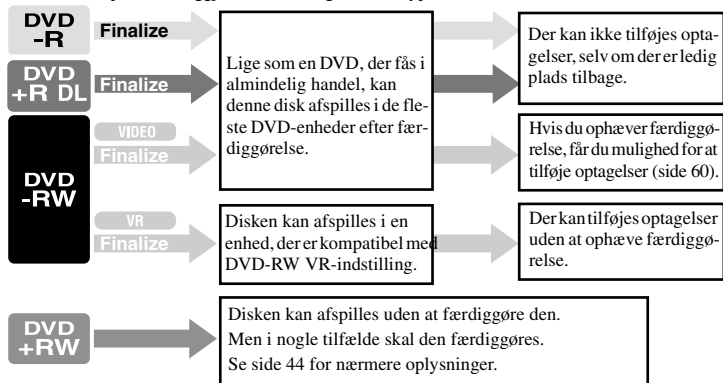 DVD
-R
Finalize
DVD
+R DL
Finalize
Lige som en DVD, der fås i
almindelig handel, kan
denne disk afspilles i de fle-
ste DVD-enheder efter fær-
diggørelse.
Der kan ikke tilføjes opta-
gelser, selv om der er ledig
plads tilbage.
DVD
-RW
VIDEO
Finalize
Hvis du ophæver færdiggø-
relse, får du mulighed for at
tilføje optagelser (side 60).
VR
Finalize
Disken kan afspilles i en
enhed, der er kompatibel med
DVD-RW VR-indstilling.
Der kan tilføjes optagelser
uden at ophæve færdiggø-
relse.
DVD
+RW
Disken kan afspilles uden at færdiggøre den.
Men i nogle tilfælde skal den færdiggøres.
Se side 44 for nærmere oplysninger.